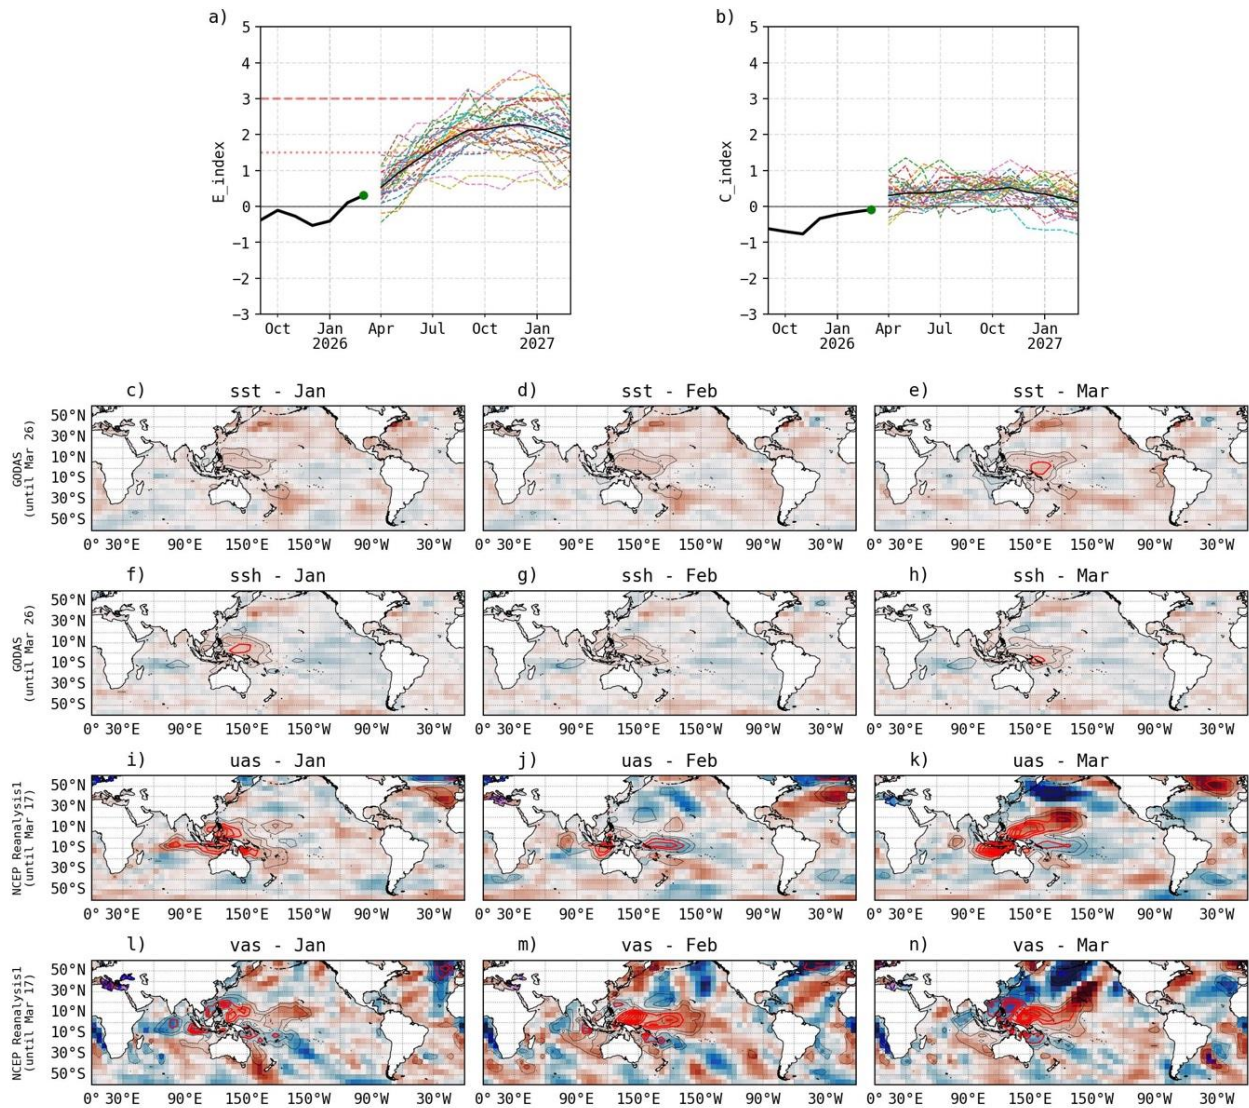 a)
5
4
3
2
1
0
−1
−2
−3
E_index
Oct
Jan
2026
Apr
Jul
Oct
Jan
2027
b)
5
4
3
2
1
0
−1
−2
−3
C_index
Oct
Jan
2026
Apr
Jul
Oct
Jan
2027
c) sst - Jan
d) sst - Feb
e) sst - Mar
GODAS
(until Mar 26)
50°N
30°N
10°N
10°S
30°S
50°S
0° 30°E 90°E 150°E 150°W 90°W 30°W
0° 30°E 90°E 150°E 150°W 90°W 30°W
0° 30°E 90°E 150°E 150°W 90°W 30°W
f) ssh - Jan
g) ssh - Feb
h) ssh - Mar
GODAS
(until Mar 26)
50°N
30°N
10°N
10°S
30°S
50°S
0° 30°E 90°E 150°E 150°W 90°W 30°W
0° 30°E 90°E 150°E 150°W 90°W 30°W
0° 30°E 90°E 150°E 150°W 90°W 30°W
i) uas - Jan
j) uas - Feb
k) uas - Mar
NCEP Reanalysis1
(until Mar 17)
50°N
30°N
10°N
10°S
30°S
50°S
0° 30°E 90°E 150°E 150°W 90°W 30°W
0° 30°E 90°E 150°E 150°W 90°W 30°W
0° 30°E 90°E 150°E 150°W 90°W 30°W
l) vas - Jan
m) vas - Feb
n) vas - Mar
NCEP Reanalysis1
(until Mar 17)
50°N
30°N
10°N
10°S
30°S
50°S
0° 30°E 90°E 150°E 150°W 90°W 30°W
0° 30°E 90°E 150°E 150°W 90°W 30°W
0° 30°E 90°E 150°E 150°W 90°W 30°W